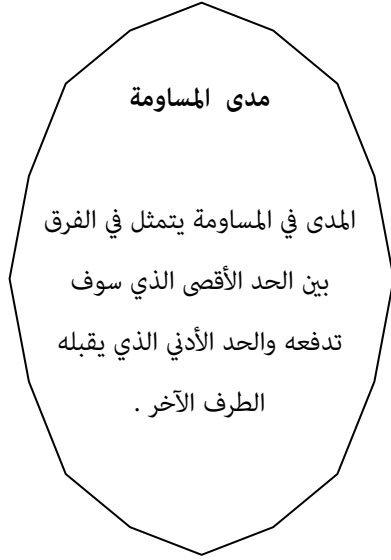 مدى المساومة
المدى في المساومة يتمثل في الفرق
بين الحد الأقصى الذي سوف
تدفعه والحد الأدني الذي يقبله
الطرف الآخر .